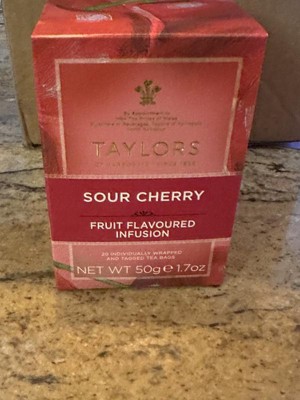 By Appointment to
TAYLORS
SOUR CHERRY
FRUIT FLAVOURED
INFUSION
20 INDIVIDUALLY WRAPPED
AND TAGGED TEA BAGS
NET WT 50g e 1.7oz